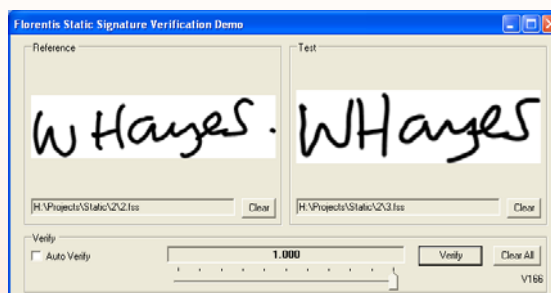 Florentis Static Signature Verification Demo
Reference
Test
W Hayes.
WHayes
H:\Projects\Static\2\2.fss
Clear
H:\Projects\Static\2\3.fss
Clear
Verify
Auto Verify
1.000
Verify
Clear All
V166